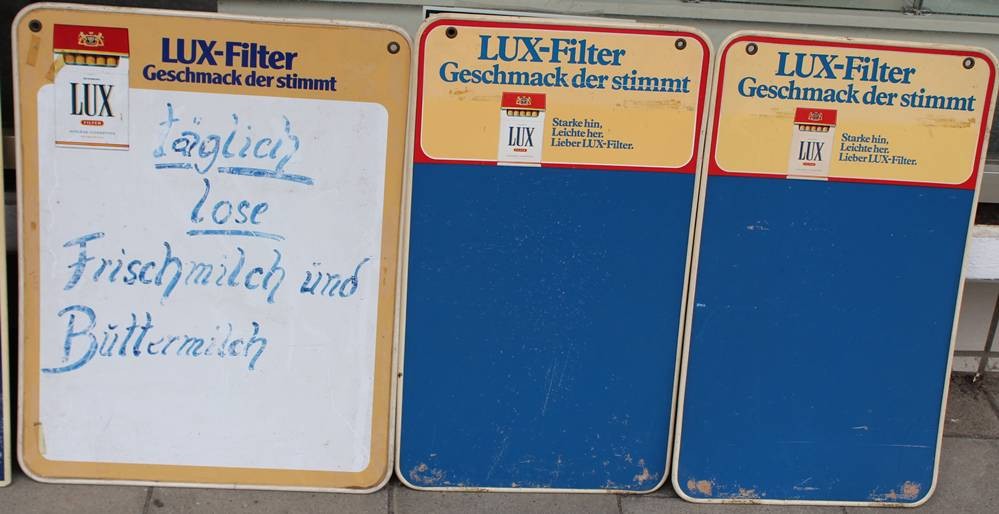 LUX-Filter
Geschmack der stimmt
LUX
FILTER
täglich
lose
Frischmilch und
Buttermilch
LUX-Filter
Geschmack der stimmt
LUX
Starke hin,
Leichte her.
Lieber LUX-Filter.
LUX-Filter
Geschmack der stimmt
LUX
Starke hin,
Leichte her.
Lieber LUX-Filter.